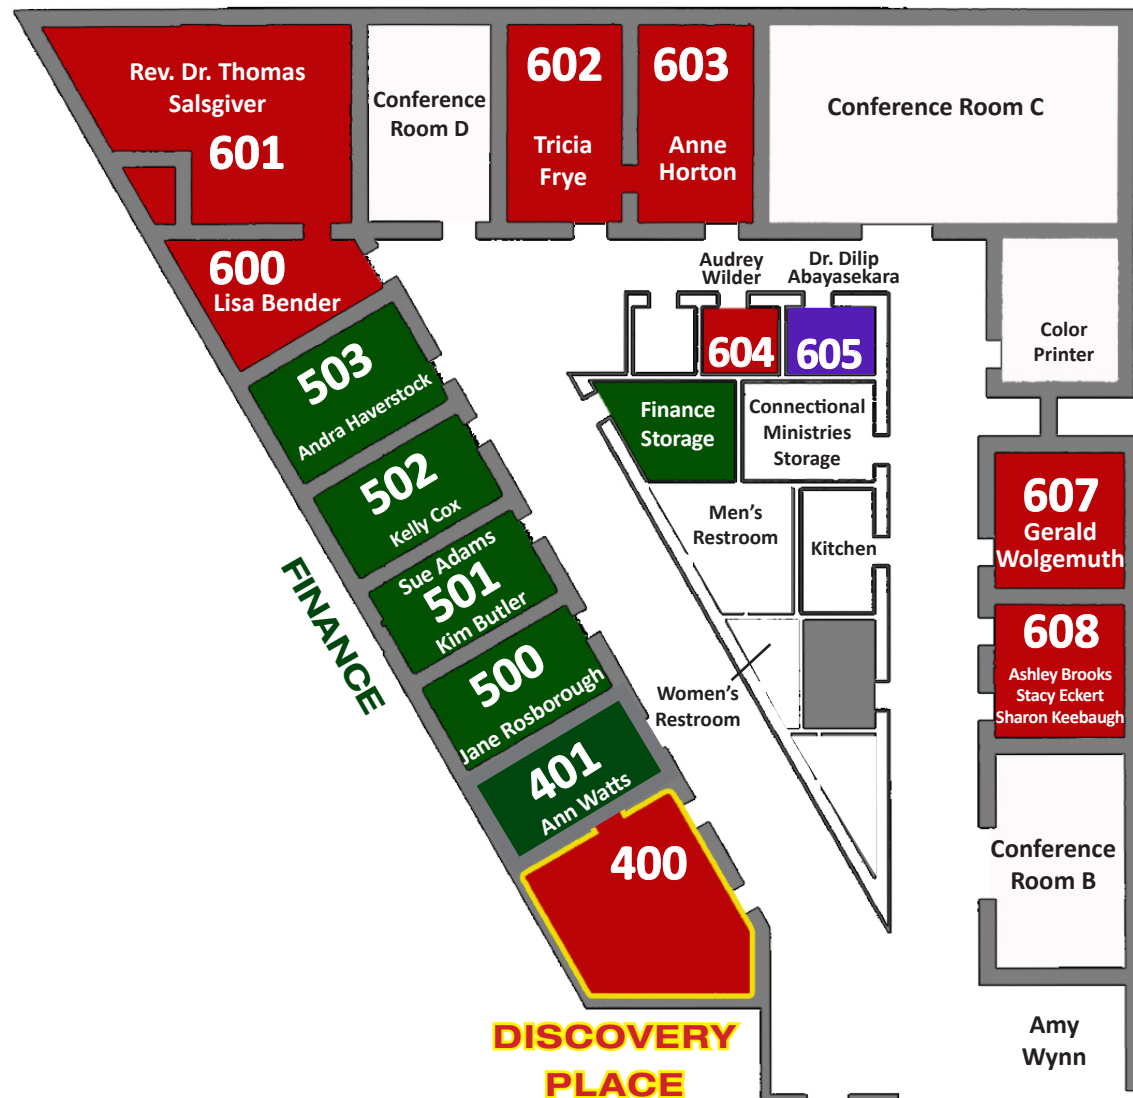 Rev. Dr. Thomas
Salsgiver
601
Conference
Room D
602
Tricia
Frye
603
Anne
Horton
Conference Room C
600
Lisa Bender
Audrey
Wilder
604
Dr. Dilip
Abayasekara
605
Color
Printer
503
Andra Haverstock
Finance
Storage
Connectional
Ministries
Storage
502
Kelly Cox
Men's
Restroom
Kitchen
607
Gerald
Wolgemuth
FINANCE
Sue Adams
501
Kim Butler
608
Ashley Brooks
Stacy Eckert
Sharon Keebaugh
500
Jane Rosborough
Women's
Restroom
401
Ann Watts
400
Conference
Room B
DISCOVERY
PLACE
Amy
Wynn